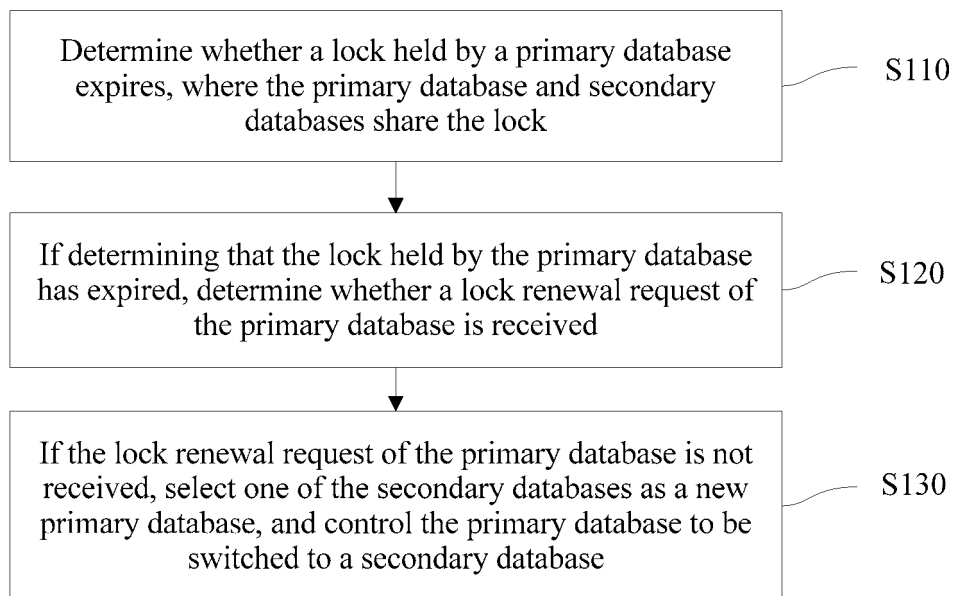 Determine whether a lock held by a primary database
expires, where the primary database and secondary
databases share the lock
S110
If determining that the lock held by the primary database
has expired, determine whether a lock renewal request of
the primary database is received
S120
If the lock renewal request of the primary database is not
received, select one of the secondary databases as a new
primary database, and control the primary database to be
switched to a secondary database
S130